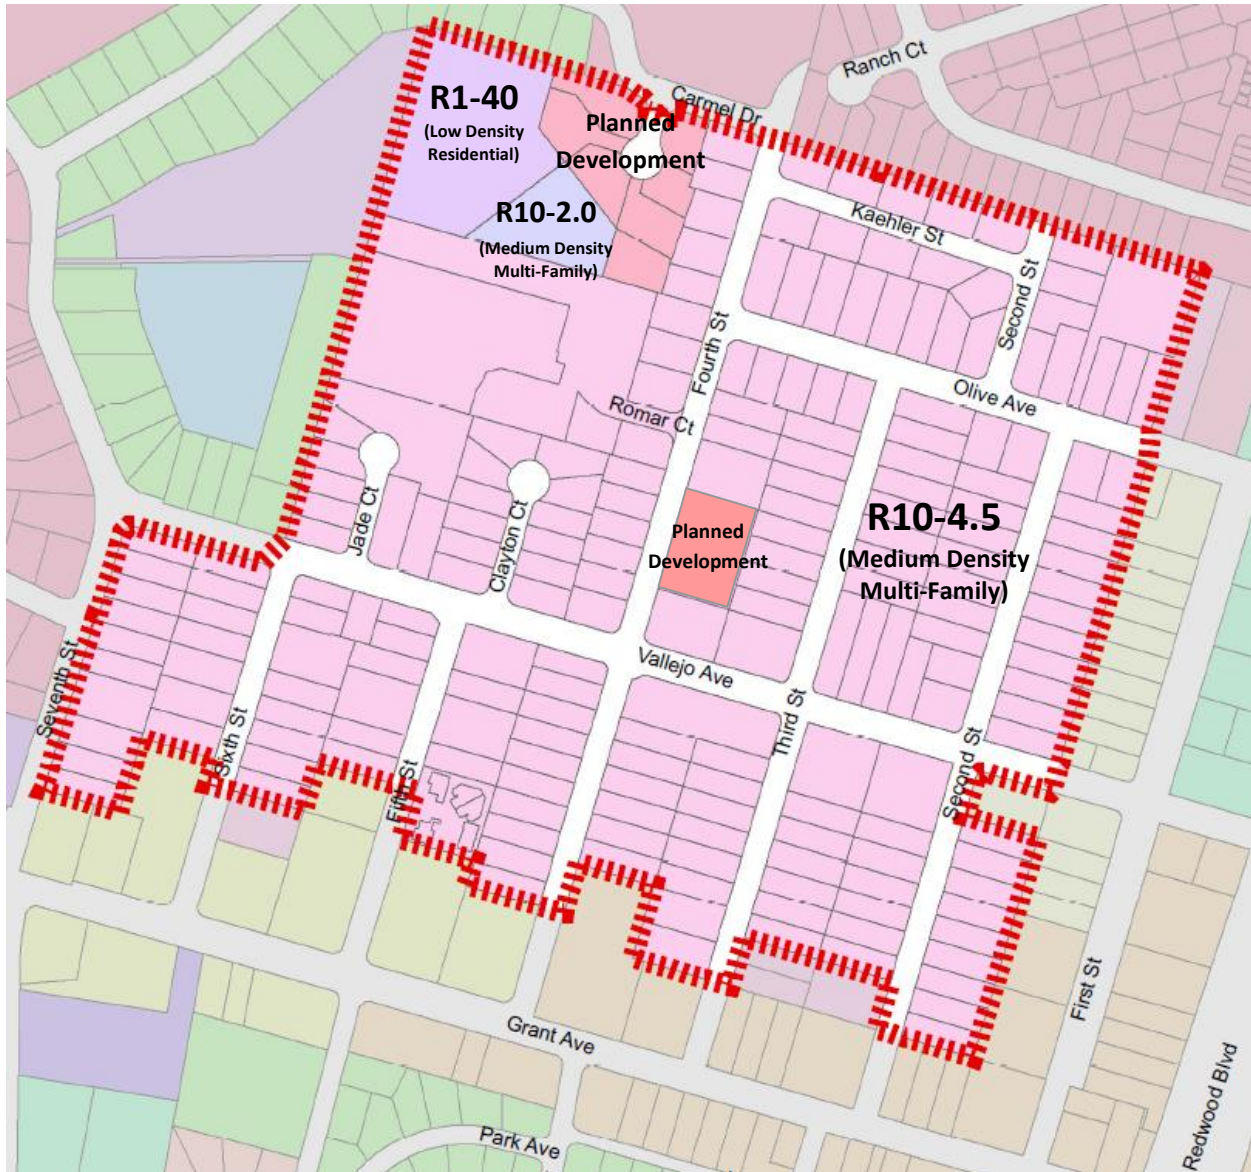 Ranch Ct
Carmel Dr
R1-40
(Low Density
Residential)
Planned
Development
R10-2.0
(Medium Density
Multi-Family)
Kaehler St
Second St
Fourth St
Olive Ave
Romar Ct
Jade Ct
Clayton Ct
Planned
Development
R10-4.5
(Medium Density
Multi-Family)
Vallejo Ave
Seventh St
Sixth St
Fifth St
Third St
Second St
First St
Grant Ave
Park Ave
Redwood Blvd